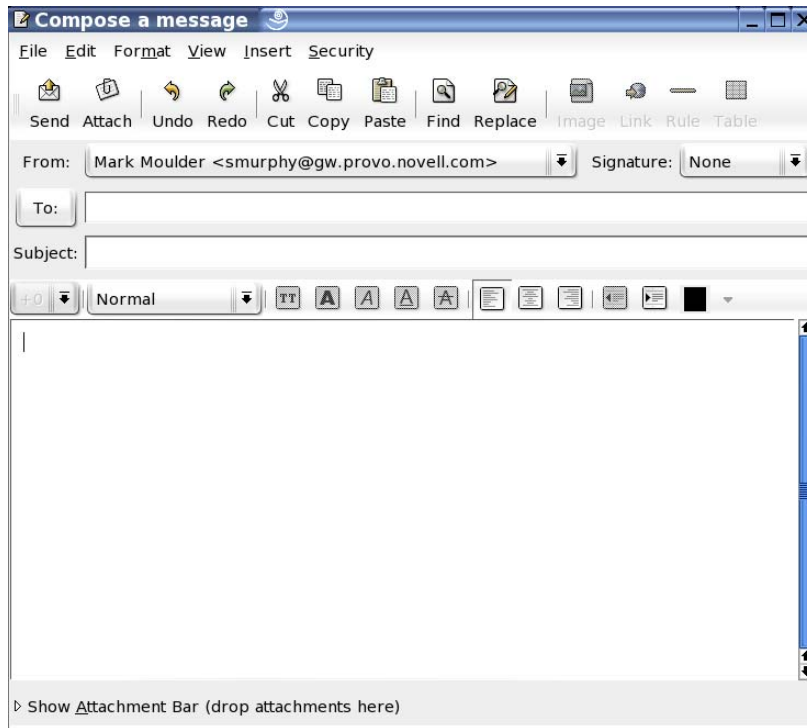 Compose a message
File Edit Format View Insert Security
Send Attach Undo Redo Cut Copy Paste Find Replace Image Link Rule Table
From: Mark Moulder <smurphy@gw.provo.novell.com> Signature: None
To:
Subject:
+0 Normal TT A A A A
Show Attachment Bar (drop attachments here)